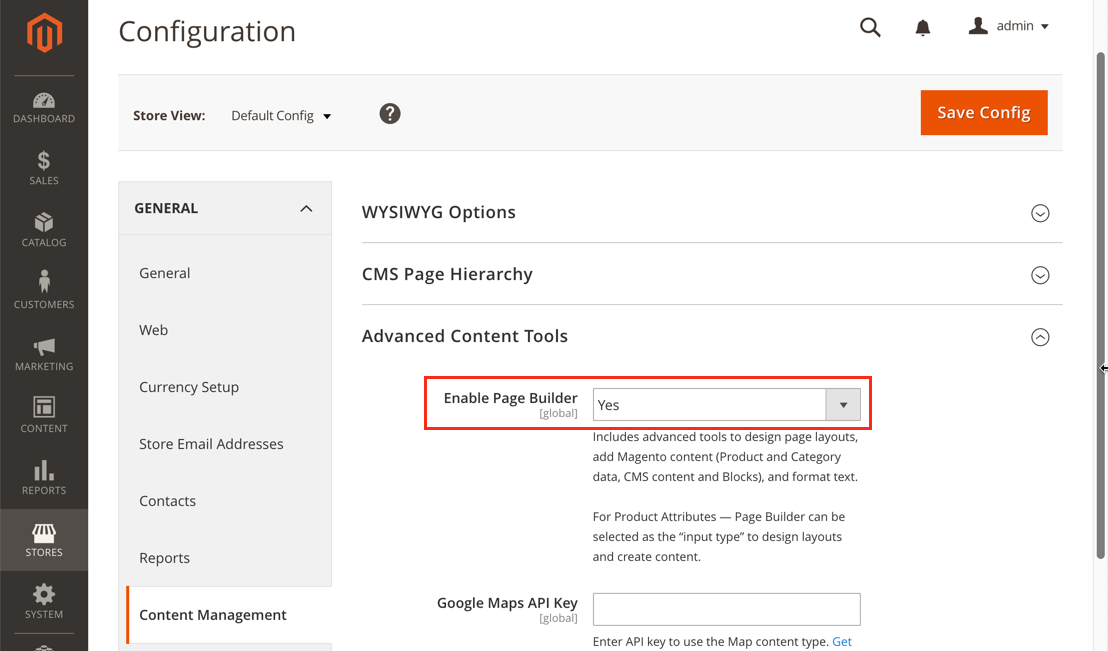 Configuration
admin
Store View:
Default Config
?
Save Config
DASHBOARD
$
SALES
CATALOG
CUSTOMERS
MARKETING
CONTENT
REPORTS
STORES
SYSTEM
GENERAL
General
Web
Currency Setup
Store Email Addresses
Contacts
Reports
Content Management
WYSIWYG Options
CMS Page Hierarchy
Advanced Content Tools
Enable Page Builder
[global]
Yes
Includes advanced tools to design page layouts,
add Magento content (Product and Category
data, CMS content and Blocks), and format text.
For Product Attributes — Page Builder can be
selected as the “input type” to design layouts
and create content.
Google Maps API Key
[global]
Enter API key to use the Map content type. Get